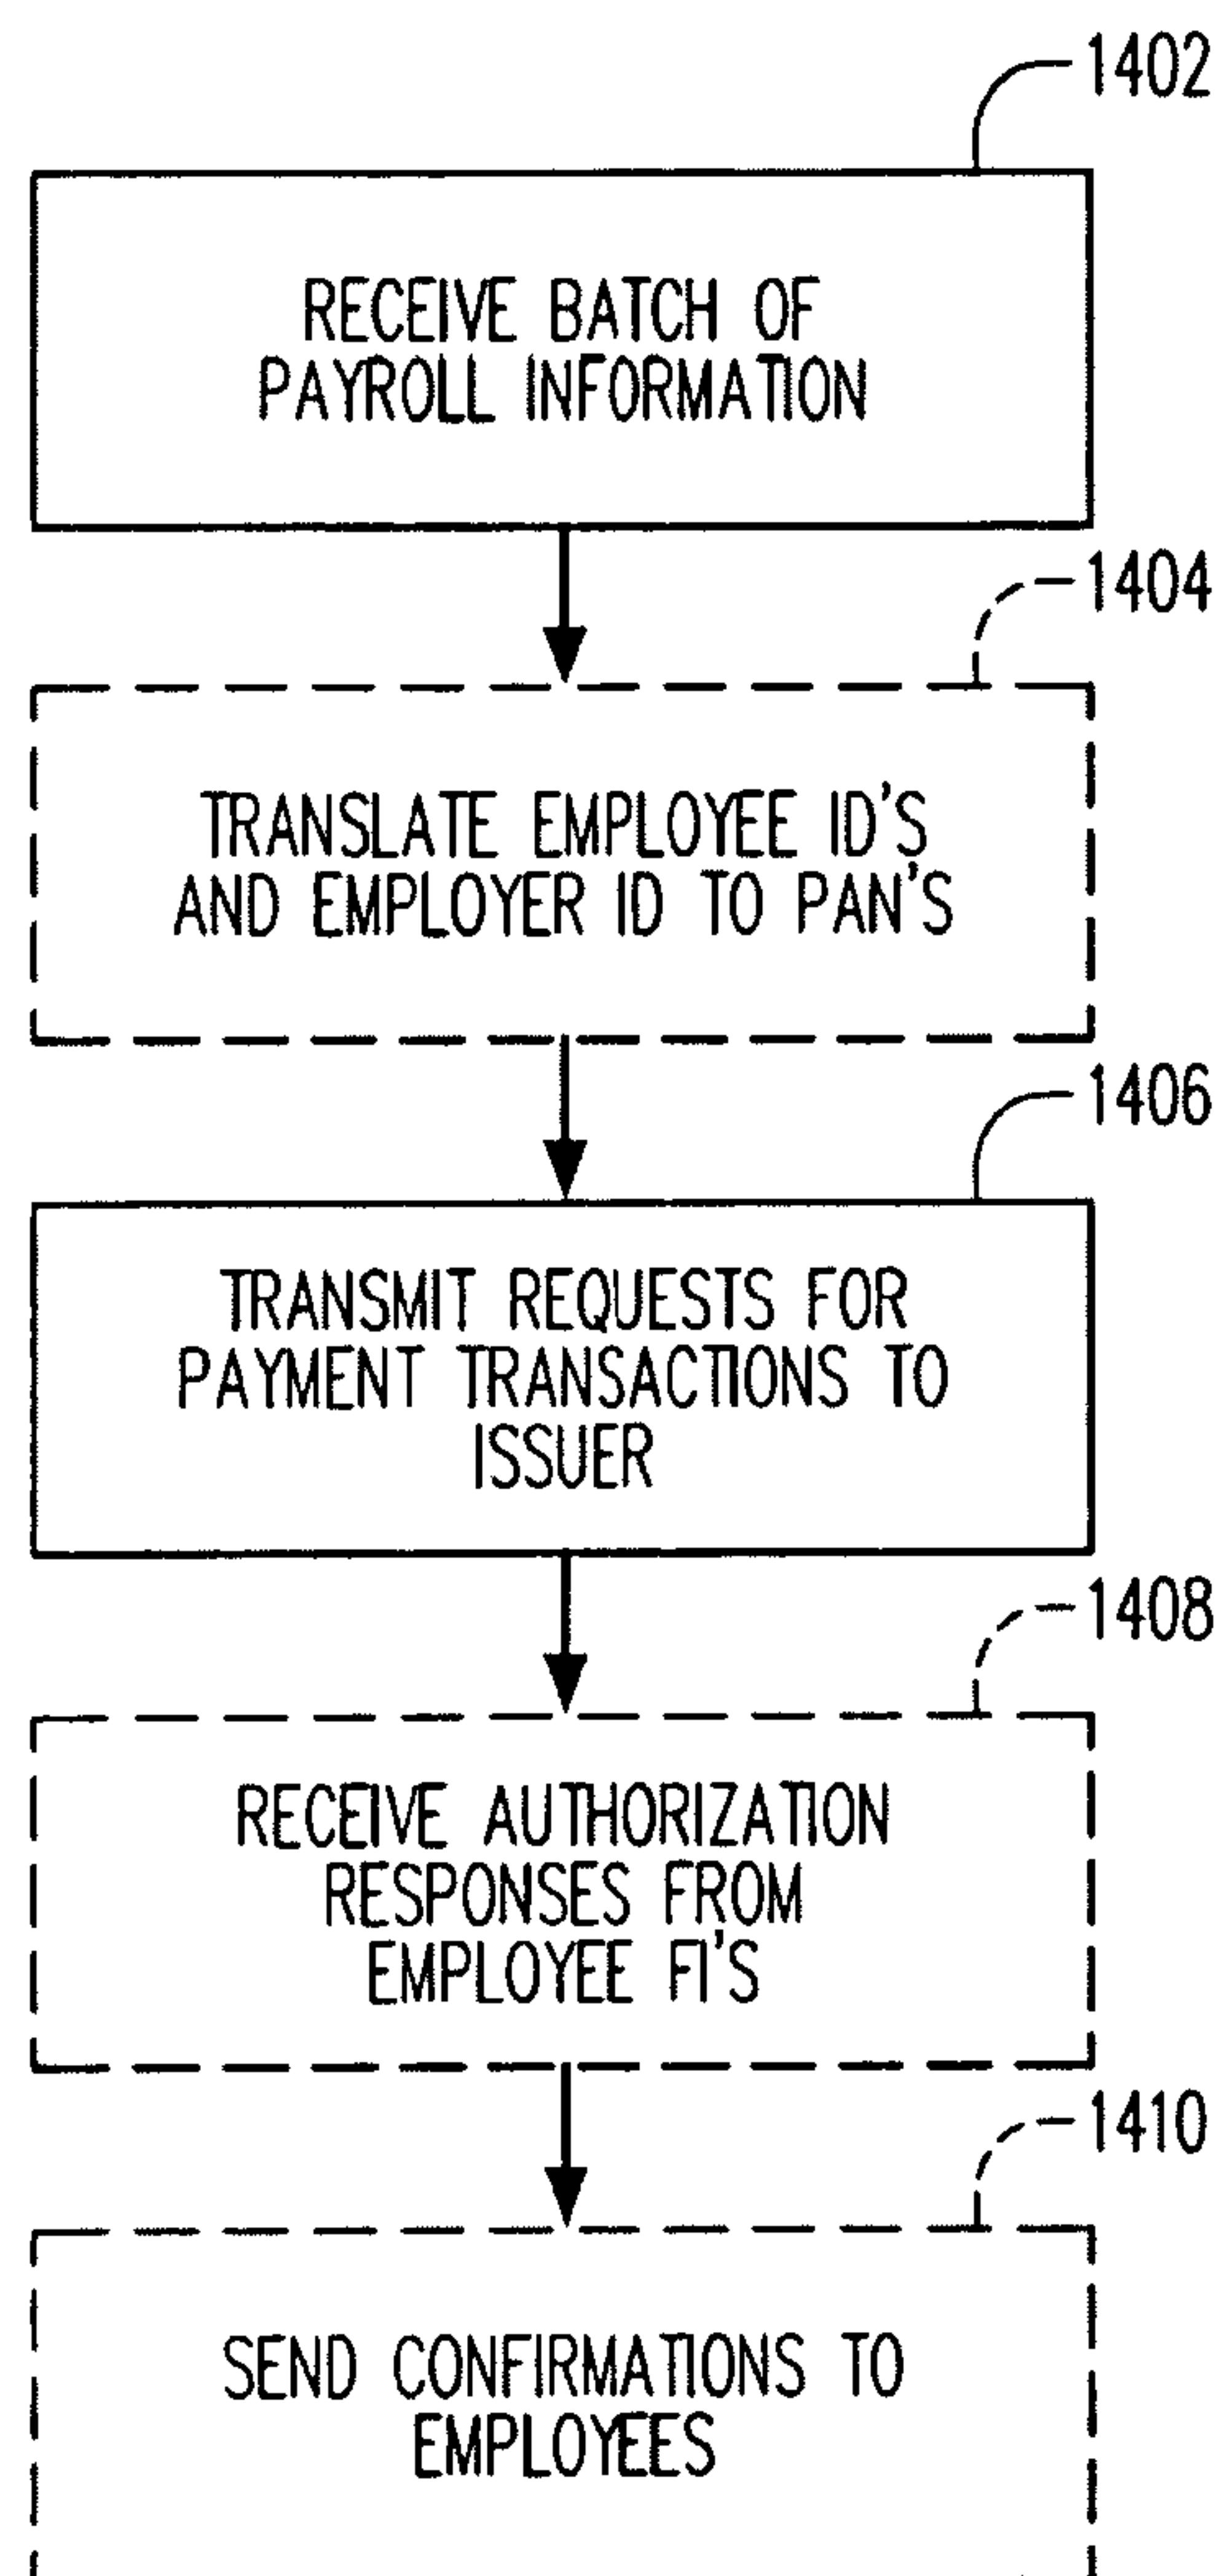 1402
RECEIVE BATCH OF
PAYROLL INFORMATION
1404
TRANSLATE EMPLOYEE ID'S
AND EMPLOYER ID TO PAN'S
1406
TRANSMIT REQUESTS FOR
PAYMENT TRANSACTIONS TO
ISSUER
1408
RECEIVE AUTHORIZATION
RESPONSES FROM
EMPLOYEE FI'S
1410
SEND CONFIRMATIONS TO
EMPLOYEES